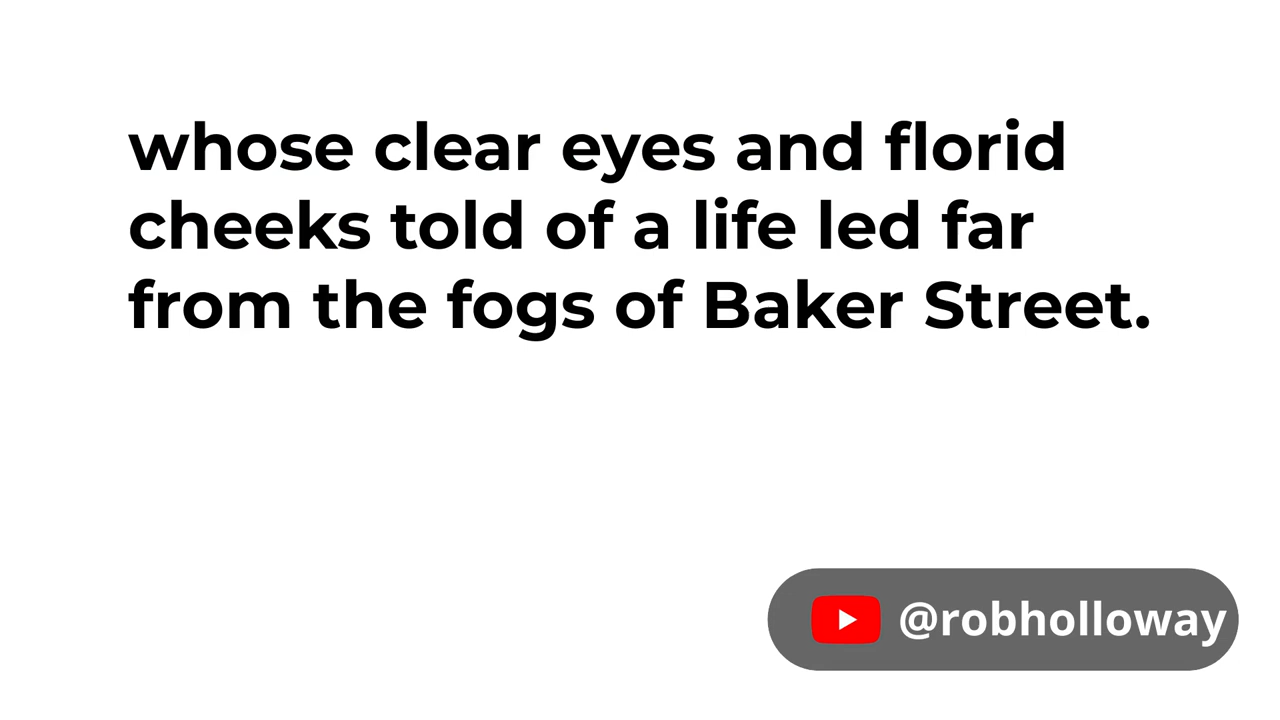 whose clear eyes and florid
cheeks told of a life led far
from the fogs of Baker Street.
@robholloway